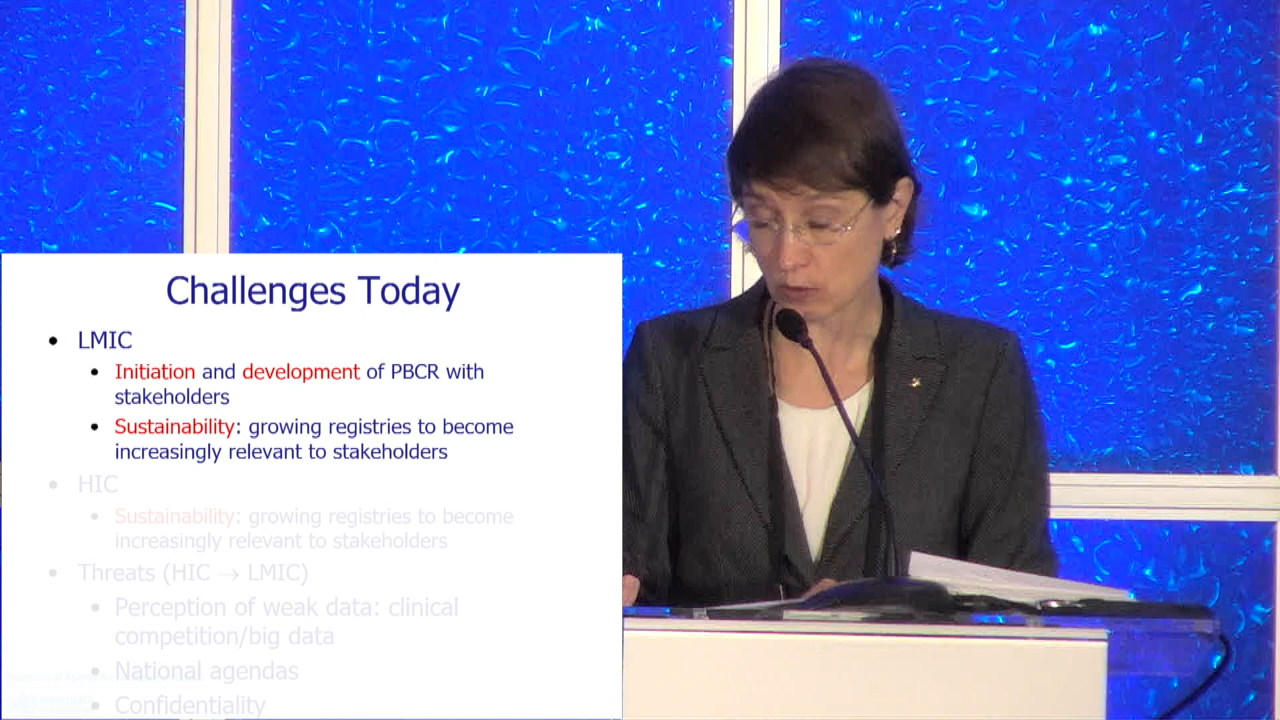 Challenges Today
• LMIC
• Initiation and development of PBCR with
stakeholders
• Sustainability: growing registries to become
increasingly relevant to stakeholders
• HIC
• Sustainability: growing registries to become
increasingly relevant to stakeholders
• Threats (HIC → LMIC)
• Perception of weak data: clinical
competition/big data
• National agendas
• Confidentiality